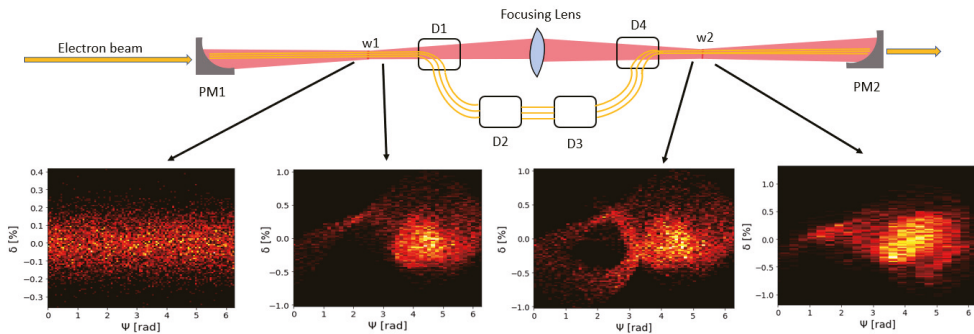 Focusing Lens
D1
D4
Electron beam
w1
w2
PM1
PM2
D2
D3
0.4
0.3
0.2
0.1
0.0
-0.1
-0.2
-0.3
δ [%]
0 1 2 3 4 5 6
Ψ [rad]
1.0
0.5
0.0
-0.5
-1.0
δ [%]
0 1 2 3 4 5 6
Ψ [rad]
1.0
0.5
0.0
-0.5
-1.0
δ [%]
0 1 2 3 4 5 6
Ψ [rad]
1.0
0.5
0.0
-0.5
-1.0
δ [%]
0 1 2 3 4 5 6
Ψ [rad]